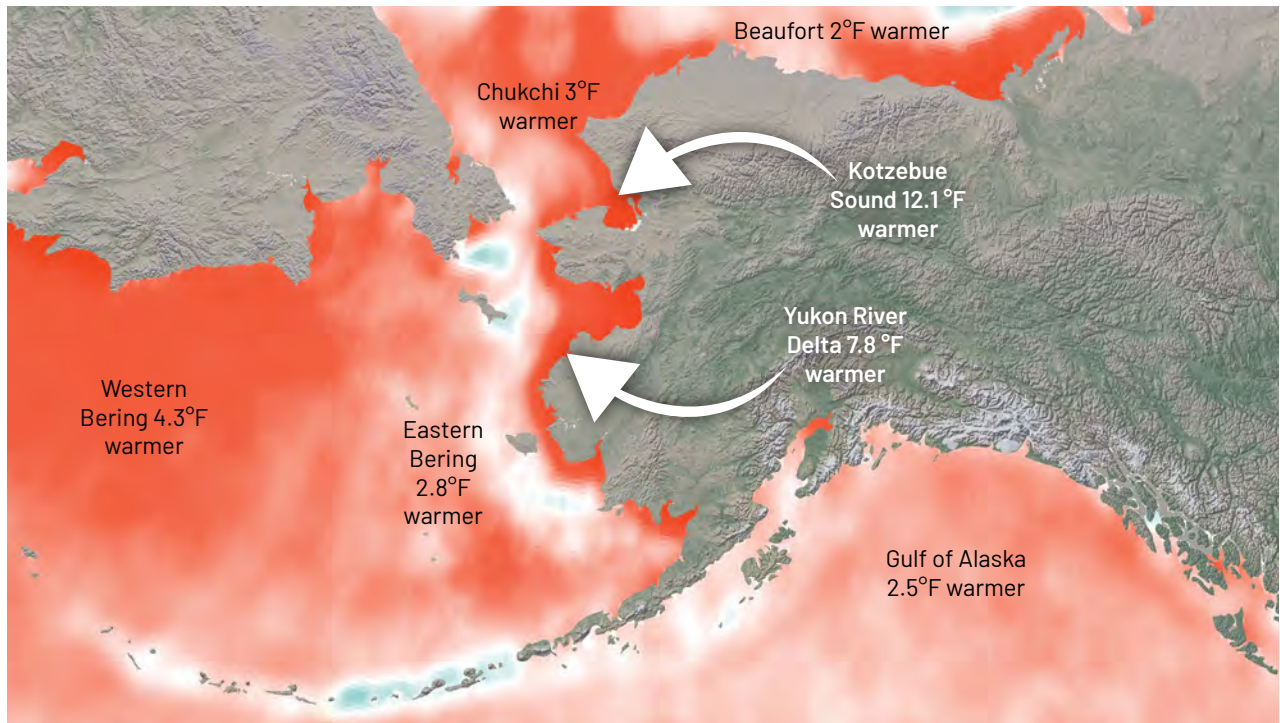 Beaufort 2°F warmer
Chukchi 3°F
warmer
Kotzebue
Sound 12.1 °F
warmer
Yukon River
Delta 7.8 °F
warmer
Western
Bering 4.3°F
warmer
Eastern
Bering
2.8°F
warmer
Gulf of Alaska
2.5°F warmer